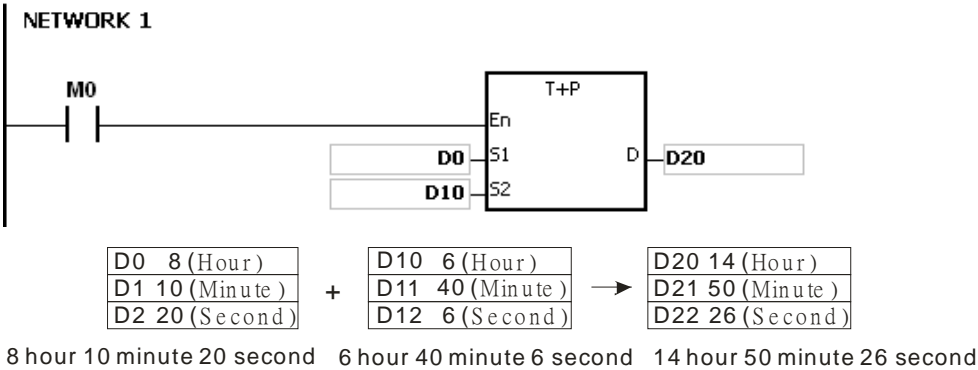 NETWORK 1
M0
T+P
En
D0 S1 D D20
D10 S2
D0 8 (Hour) D10 6 (Hour) D20 14 (Hour)
D1 10 (Minute) + D11 40 (Minute) → D21 50 (Minute)
D2 20 (Second) D12 6 (Second) D22 26 (Second)
8 hour 10 minute 20 second 6 hour 40 minute 6 second 14 hour 50 minute 26 second